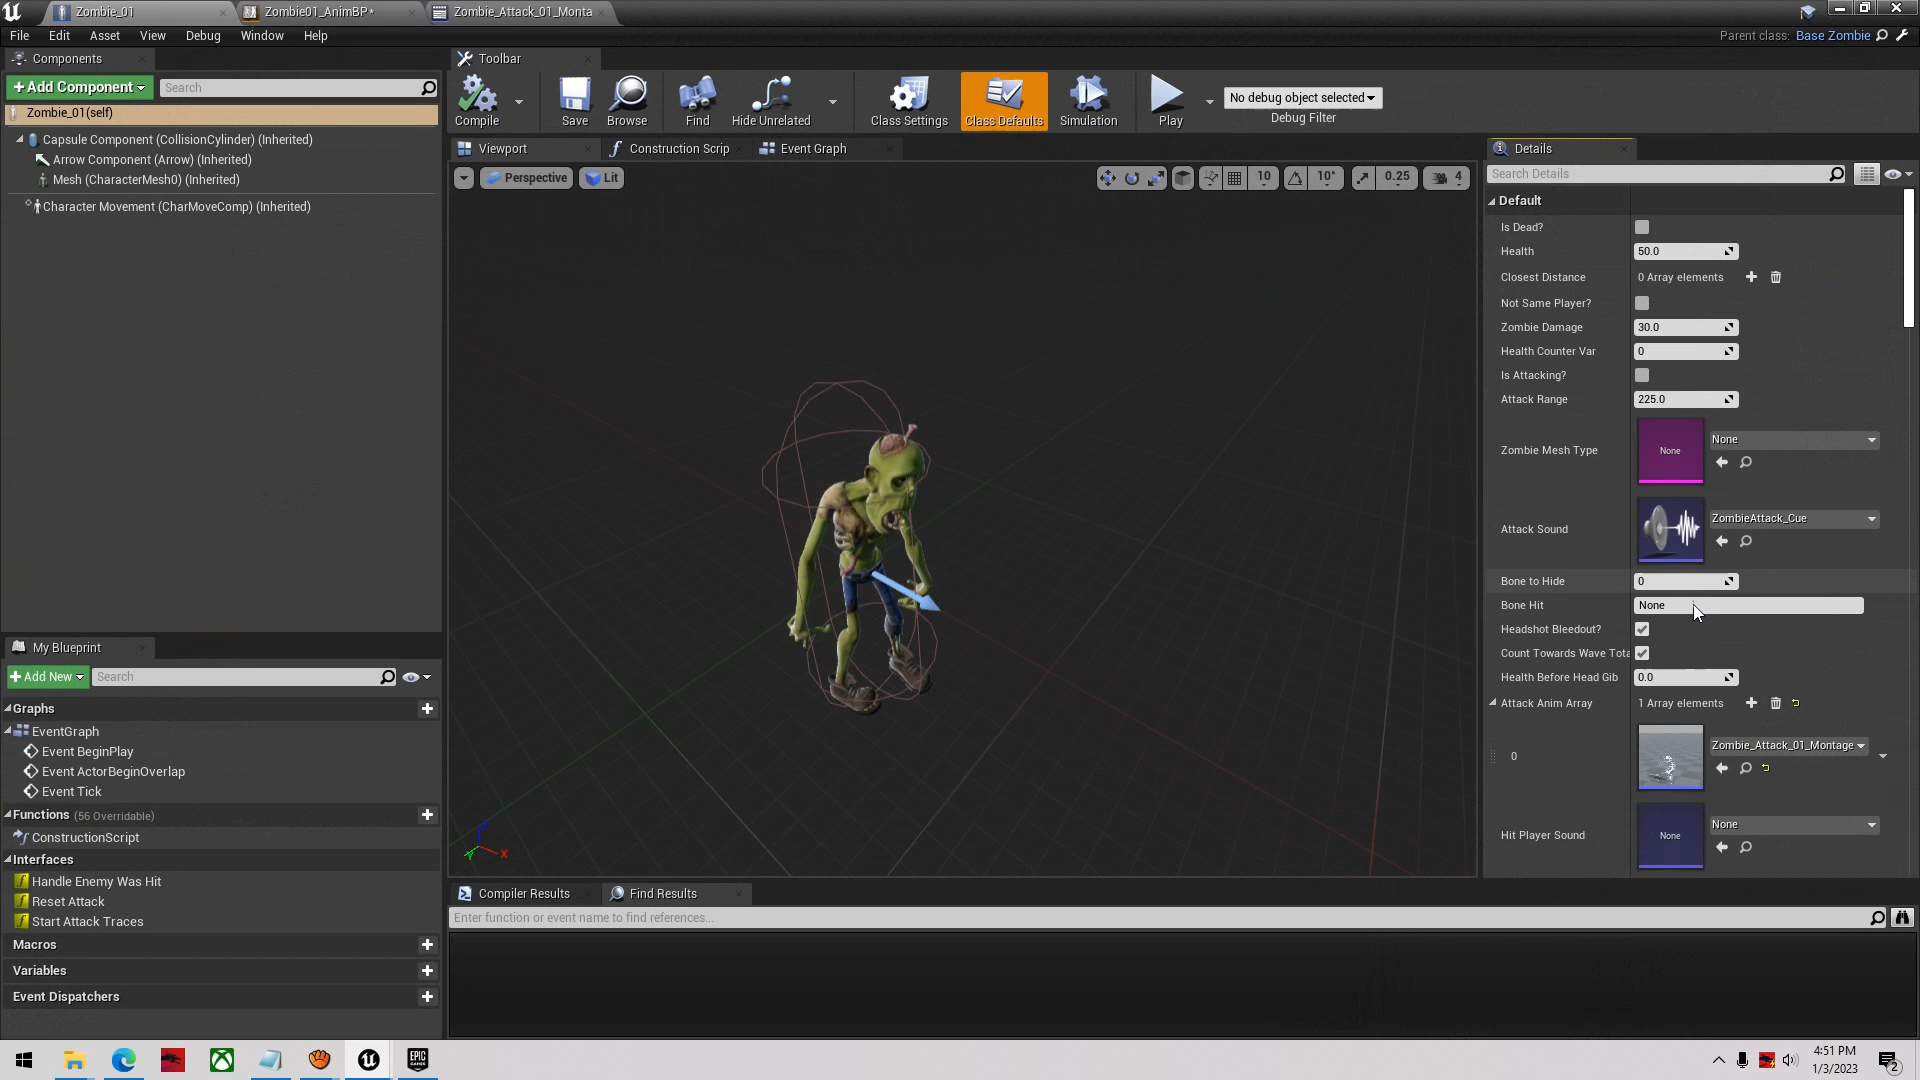 Zombie_01
Zombie01_AnimBP*
Zombie_Attack_01_Monta
File
Edit
Asset
View
Debug
Window
Help
Parent class:
Base Zombie
Components
+Add Component
Search
Zombie_01(self)
Capsule Component (CollisionCylinder) (Inherited)
Arrow Component (Arrow) (Inherited)
Mesh (CharacterMesh0) (Inherited)
Character Movement (CharMoveComp) (Inherited)
Toolbar
Compile
Save
Browse
Find
Hide Unrelated
Class Settings
Class Defaults
Simulation
Play
No debug object selected
Debug Filter
Viewport
Construction Scrip
Event Graph
Perspective
Lit
10
10°
0.25
4
X
Y
Z
Details
Search Details
Default
Is Dead?
Health
50.0
Closest Distance
0 Array elements
Not Same Player?
Zombie Damage
30.0
Health Counter Var
0
Is Attacking?
Attack Range
225.0
Zombie Mesh Type
None
None
Attack Sound
ZombieAttack_Cue
Bone to Hide
0
Bone Hit
None
Headshot Bleedout?
Count Towards Wave Tota
Health Before Head Gib
0.0
Attack Anim Array
1 Array elements
0
Zombie_Attack_01_Montage
Hit Player Sound
None
None
My Blueprint
+Add New
Search
Graphs
EventGraph
Event BeginPlay
Event ActorBeginOverlap
Event Tick
Functions (56 Overridable)
ConstructionScript
Interfaces
Handle Enemy Was Hit
Reset Attack
Start Attack Traces
Macros
Variables
Event Dispatchers
Compiler Results
Find Results
Enter function or event name to find references...
EPIC
GAMES
4:51 PM
1/3/2023
2